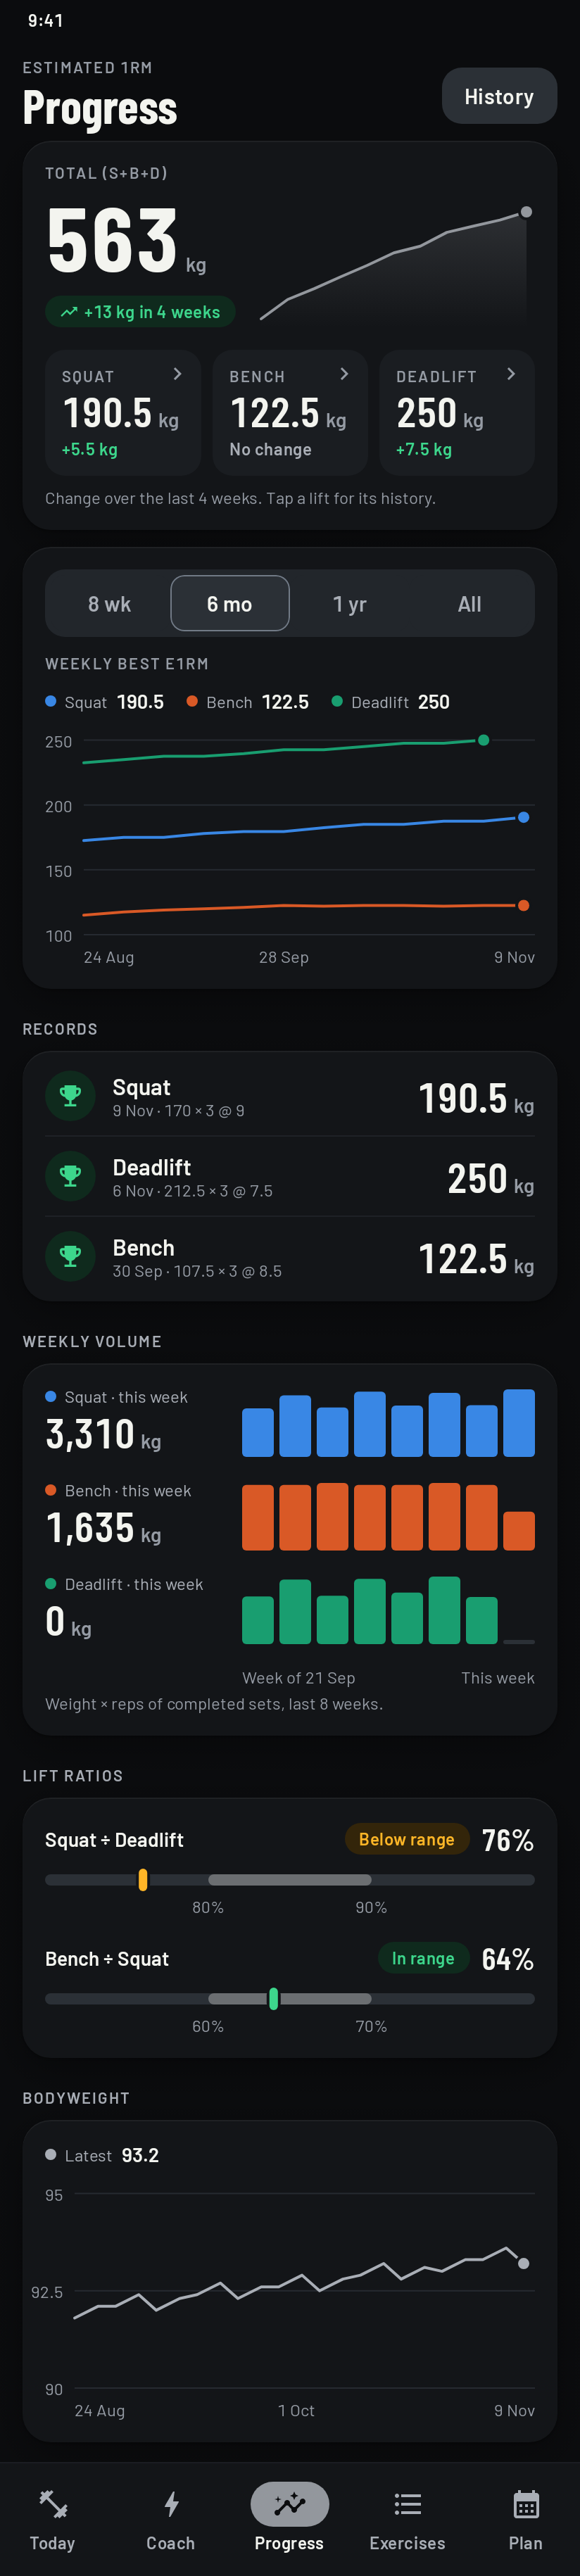 9:41
ESTIMATED 1RM
Progress
History
TOTAL (S+B+D)
563 kg
+13 kg in 4 weeks
SQUAT
190.5 kg
+5.5 kg
BENCH
122.5 kg
No change
DEADLIFT
250 kg
+7.5 kg
Change over the last 4 weeks. Tap a lift for its history.
8 wk 6 mo 1 yr All
WEEKLY BEST E1RM
Squat 190.5 Bench 122.5 Deadlift 250
250
200
150
100
24 Aug 28 Sep 9 Nov
RECORDS
Squat
9 Nov · 170 × 3 @ 9
190.5 kg
Deadlift
6 Nov · 212.5 × 3 @ 7.5
250 kg
Bench
30 Sep · 107.5 × 3 @ 8.5
122.5 kg
WEEKLY VOLUME
Squat · this week
3,310 kg
Bench · this week
1,635 kg
Deadlift · this week
0 kg
Week of 21 Sep This week
Weight × reps of completed sets, last 8 weeks.
LIFT RATIOS
Squat ÷ Deadlift Below range 76%
80% 90%
Bench ÷ Squat In range 64%
60% 70%
BODYWEIGHT
Latest 93.2
95
92.5
90
24 Aug 1 Oct 9 Nov
Today Coach Progress Exercises Plan